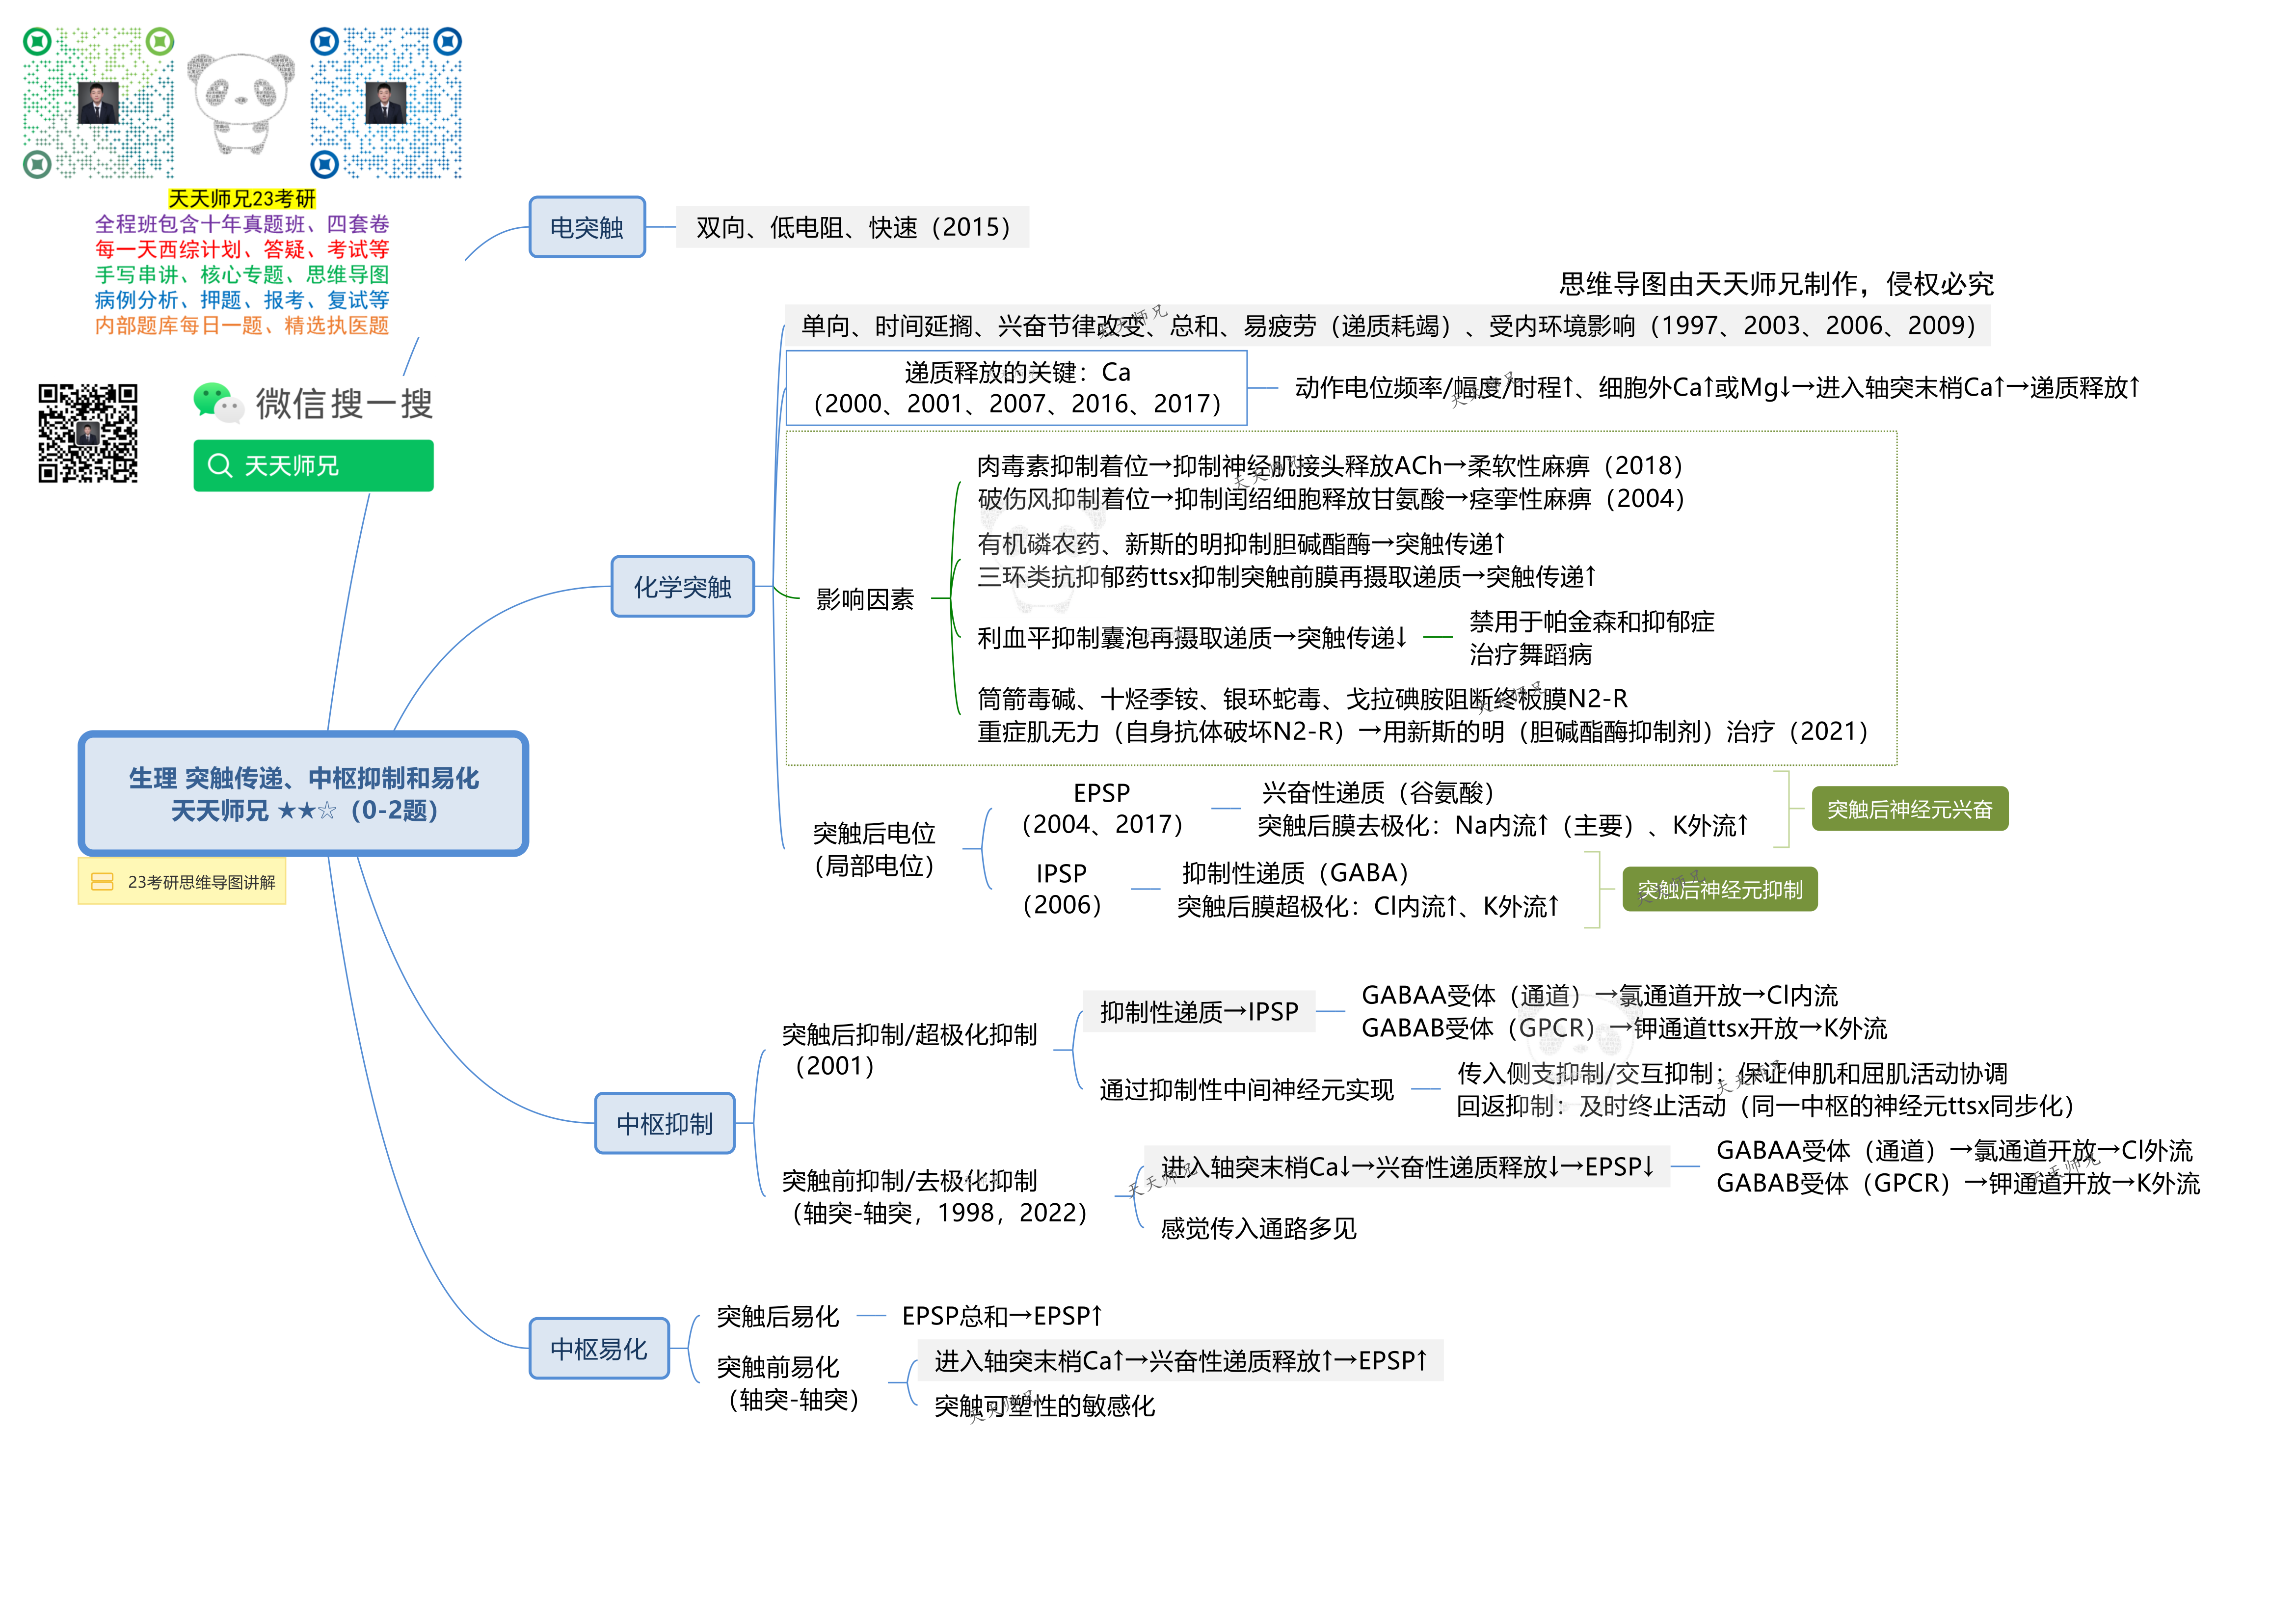 天天师兄23考研
全程班包含十年真题班、四套卷
每一天西综计划、答疑、考试等
手写串讲、核心专题、思维导图
病例分析、押题、报考、复试等
内部题库每日一题、精选执医题
微信搜一搜
天天师兄
思维导图由天天师兄制作，侵权必究
生理 突触传递、中枢抑制和易化
天天师兄 ★★☆（0-2题）
23考研思维导图讲解
电突触
双向、低电阻、快速（2015）
化学突触
单向、时间延搁、兴奋节律改变、总和、易疲劳（递质耗竭）、受内环境影响（1997、2003、2006、2009）
递质释放的关键：Ca
（2000、2001、2007、2016、2017）
动作电位频率/幅度/时程↑、细胞外Ca↑或Mg↓→进入轴突末梢Ca↑→递质释放↑
影响因素
肉毒素抑制着位→抑制神经肌接头释放ACh→柔软性麻痹（2018）
破伤风抑制着位→抑制闰绍细胞释放甘氨酸→痉挛性麻痹（2004）
有机磷农药、新斯的明抑制胆碱酯酶→突触传递↑
三环类抗抑郁药ttsx抑制突触前膜再摄取递质→突触传递↑
利血平抑制囊泡再摄取递质→突触传递↓
禁用于帕金森和抑郁症
治疗舞蹈病
筒箭毒碱、十烃季铵、银环蛇毒、戈拉碘胺阻断终板膜N2-R
重症肌无力（自身抗体破坏N2-R）→用新斯的明（胆碱酯酶抑制剂）治疗（2021）
突触后电位
（局部电位）
EPSP
（2004、2017）
兴奋性递质（谷氨酸）
突触后膜去极化：Na内流↑（主要）、K外流↑
突触后神经元兴奋
IPSP
（2006）
抑制性递质（GABA）
突触后膜超极化：Cl内流↑、K外流↑
突触后神经元抑制
中枢抑制
突触后抑制/超极化抑制
（2001）
抑制性递质→IPSP
GABAA受体（通道）→氯通道开放→Cl内流
GABAB受体（GPCR）→钾通道ttsx开放→K外流
通过抑制性中间神经元实现
传入侧支抑制/交互抑制：保证伸肌和屈肌活动协调
回返抑制：及时终止活动（同一中枢的神经元ttsx同步化）
突触前抑制/去极化抑制
（轴突-轴突，1998，2022）
进入轴突末梢Ca↓→兴奋性递质释放↓→EPSP↓
GABAA受体（通道）→氯通道开放→Cl外流
GABAB受体（GPCR）→钾通道开放→K外流
感觉传入通路多见
中枢易化
突触后易化
EPSP总和→EPSP↑
突触前易化
（轴突-轴突）
进入轴突末梢Ca↑→兴奋性递质释放↑→EPSP↑
突触可塑性的敏感化